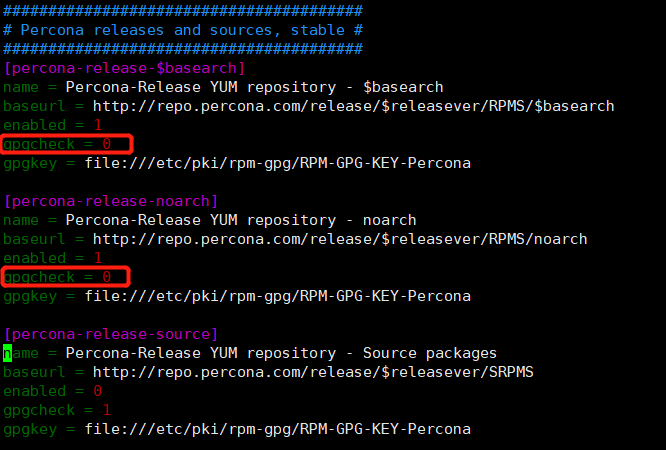 ########################################
# Percona releases and sources, stable #
########################################
[percona-release-$basearch]
name = Percona-Release YUM repository - $basearch
baseurl = http://repo.percona.com/release/$releasever/RPMS/$basearch
enabled = 1
gpgcheck = 0
gpgkey = file:///etc/pki/rpm-gpg/RPM-GPG-KEY-Percona

[percona-release-noarch]
name = Percona-Release YUM repository - noarch
baseurl = http://repo.percona.com/release/$releasever/RPMS/noarch
enabled = 1
gpgcheck = 0
gpgkey = file:///etc/pki/rpm-gpg/RPM-GPG-KEY-Percona

[percona-release-source]
name = Percona-Release YUM repository - Source packages
baseurl = http://repo.percona.com/release/$releasever/SRPMS
enabled = 0
gpgcheck = 1
gpgkey = file:///etc/pki/rpm-gpg/RPM-GPG-KEY-Percona